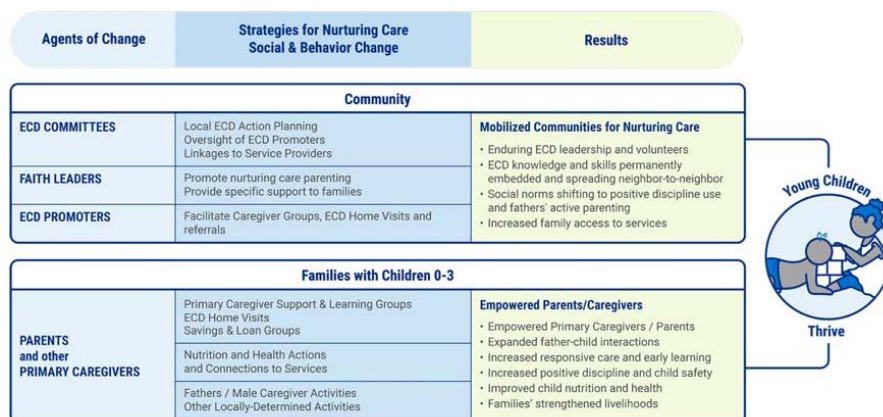 Agents of Change
Strategies for Nurturing Care
Social & Behavior Change
Results
Community
ECD COMMITTEES
Local ECD Action Planning
Oversight of ECD Promoters
Linkages to Service Providers
FAITH LEADERS
Promote nurturing care parenting
Provide specific support to families
ECD PROMOTERS
Facilitate Caregiver Groups, ECD Home Visits and
referrals
Mobilized Communities for Nurturing Care
• Enduring ECD leadership and volunteers
• ECD knowledge and skills permanently
embedded and spreading neighbor-to-neighbor
• Social norms shifting to positive discipline use
and fathers' active parenting
• Increased family access to services
Families with Children 0-3
PARENTS
and other
PRIMARY CAREGIVERS
Primary Caregiver Support & Learning Groups
ECD Home Visits
Savings & Loan Groups
Nutrition and Health Actions
and Connections to Services
Fathers / Male Caregiver Activities
Other Locally-Determined Activities
Empowered Parents/Caregivers
• Empowered Primary Caregivers / Parents
• Expanded father-child interactions
• Increased responsive care and early learning
• Increased positive discipline and child safety
• Improved child nutrition and health
• Families' strengthened livelihoods
Young Children
Thrive